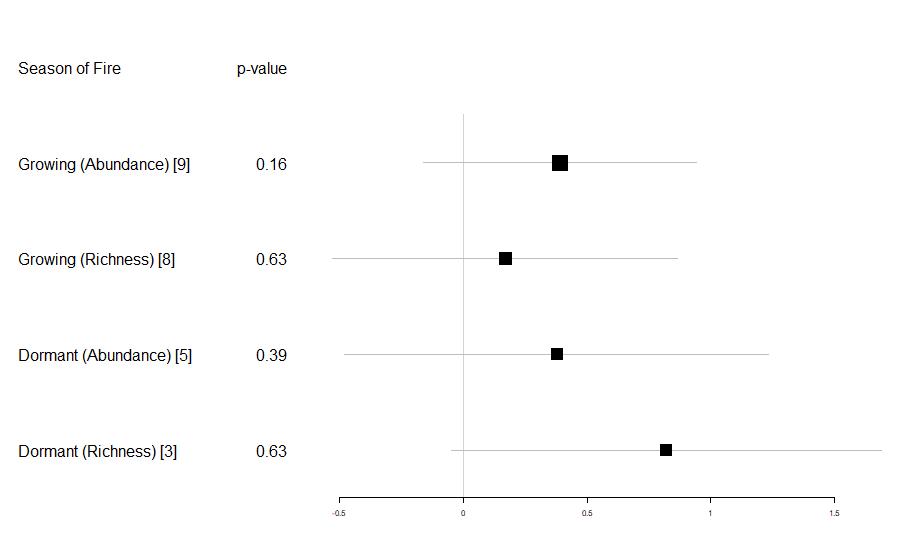 Season of Fire p-value
Growing (Abundance) [9] 0.16
Growing (Richness) [8] 0.63
Dormant (Abundance) [5] 0.39
Dormant (Richness) [3] 0.63
-0.5 0 0.5 1 1.5